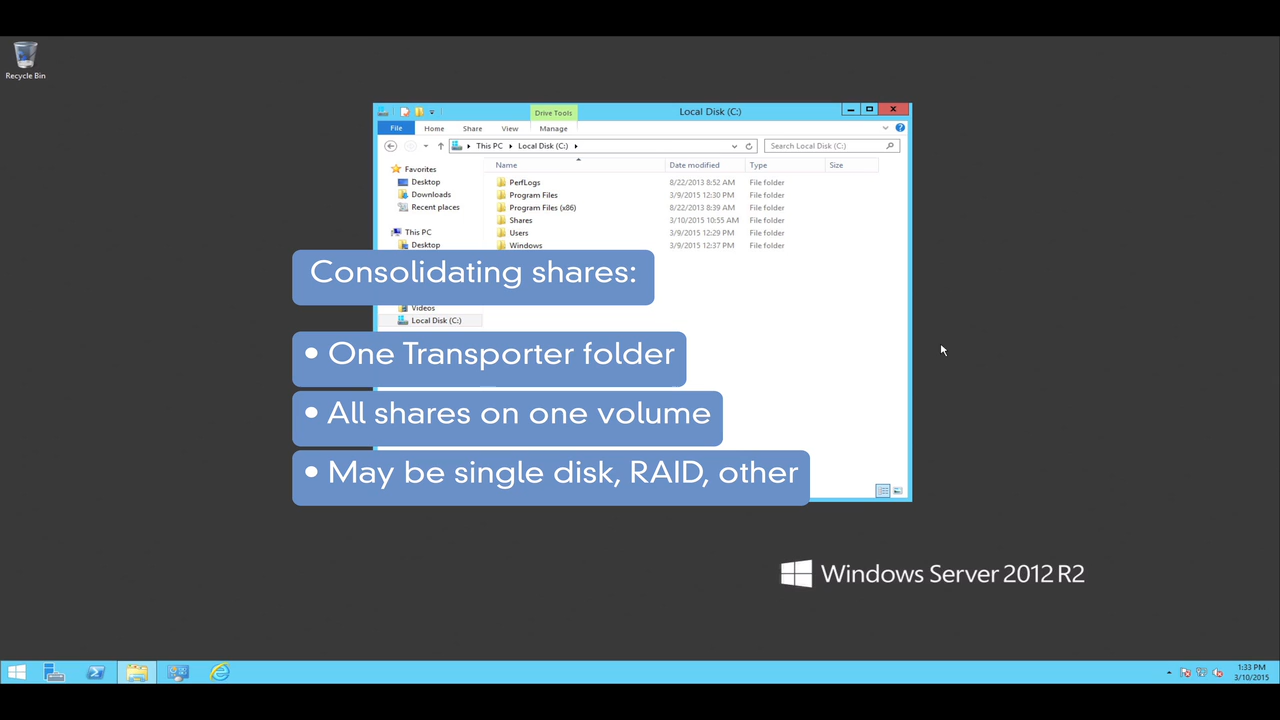 Recycle Bin
Drive Tools
Local Disk (C:)
File Home Share View Manage
This PC Local Disk (C:) Search Local Disk (C:)
Name Date modified Type Size
Favorites
Desktop
Downloads
Recent places
This PC
Desktop
Videos
Local Disk (C:)
PerfLogs 8/22/2013 8:52 AM File folder
Program Files 3/9/2015 12:30 PM File folder
Program Files (x86) 8/22/2013 8:39 AM File folder
Shares 3/10/2015 10:55 AM File folder
Users 3/9/2015 12:29 PM File folder
Windows 3/9/2015 12:37 PM File folder
Consolidating shares:
• One Transporter folder
• All shares on one volume
• May be single disk, RAID, other
Windows Server 2012 R2
1:33 PM
3/10/2015